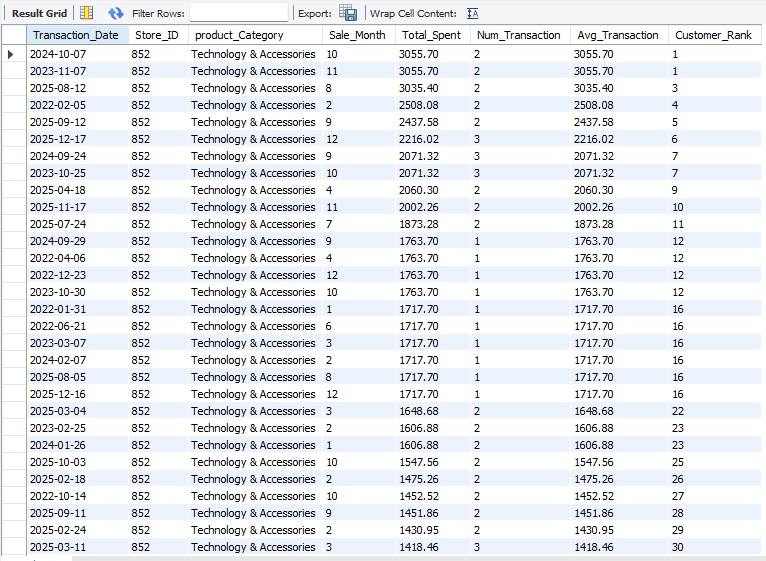 Result Grid Filter Rows: Export: Wrap Cell Content: IA
Transaction_Date Store_ID product_Category Sale_Month Total_Spent Num_Transaction Avg_Transaction Customer_Rank
2024-10-07 852 Technology & Accessories 10 3055.70 2 3055.70 1
2023-11-07 852 Technology & Accessories 11 3055.70 2 3055.70 1
2025-08-12 852 Technology & Accessories 8 3035.40 2 3035.40 3
2022-02-05 852 Technology & Accessories 2 2508.08 2 2508.08 4
2025-09-12 852 Technology & Accessories 9 2437.58 2 2437.58 5
2025-12-17 852 Technology & Accessories 12 2216.02 3 2216.02 6
2024-09-24 852 Technology & Accessories 9 2071.32 3 2071.32 7
2023-10-25 852 Technology & Accessories 10 2071.32 3 2071.32 7
2025-04-18 852 Technology & Accessories 4 2060.30 2 2060.30 9
2025-11-17 852 Technology & Accessories 11 2002.26 2 2002.26 10
2025-07-24 852 Technology & Accessories 7 1873.28 2 1873.28 11
2024-09-29 852 Technology & Accessories 9 1763.70 1 1763.70 12
2022-04-06 852 Technology & Accessories 4 1763.70 1 1763.70 12
2022-12-23 852 Technology & Accessories 12 1763.70 1 1763.70 12
2023-10-30 852 Technology & Accessories 10 1763.70 1 1763.70 12
2022-01-31 852 Technology & Accessories 1 1717.70 1 1717.70 16
2022-06-21 852 Technology & Accessories 6 1717.70 1 1717.70 16
2023-03-07 852 Technology & Accessories 3 1717.70 1 1717.70 16
2024-02-07 852 Technology & Accessories 2 1717.70 1 1717.70 16
2025-08-05 852 Technology & Accessories 8 1717.70 1 1717.70 16
2025-12-16 852 Technology & Accessories 12 1717.70 1 1717.70 16
2025-03-04 852 Technology & Accessories 3 1648.68 2 1648.68 22
2023-02-25 852 Technology & Accessories 2 1606.88 2 1606.88 23
2024-01-26 852 Technology & Accessories 1 1606.88 2 1606.88 23
2025-10-03 852 Technology & Accessories 10 1547.56 2 1547.56 25
2025-02-18 852 Technology & Accessories 2 1475.26 2 1475.26 26
2022-10-14 852 Technology & Accessories 10 1452.52 2 1452.52 27
2025-09-11 852 Technology & Accessories 9 1451.86 2 1451.86 28
2025-02-24 852 Technology & Accessories 2 1430.95 2 1430.95 29
2025-03-11 852 Technology & Accessories 3 1418.46 3 1418.46 30